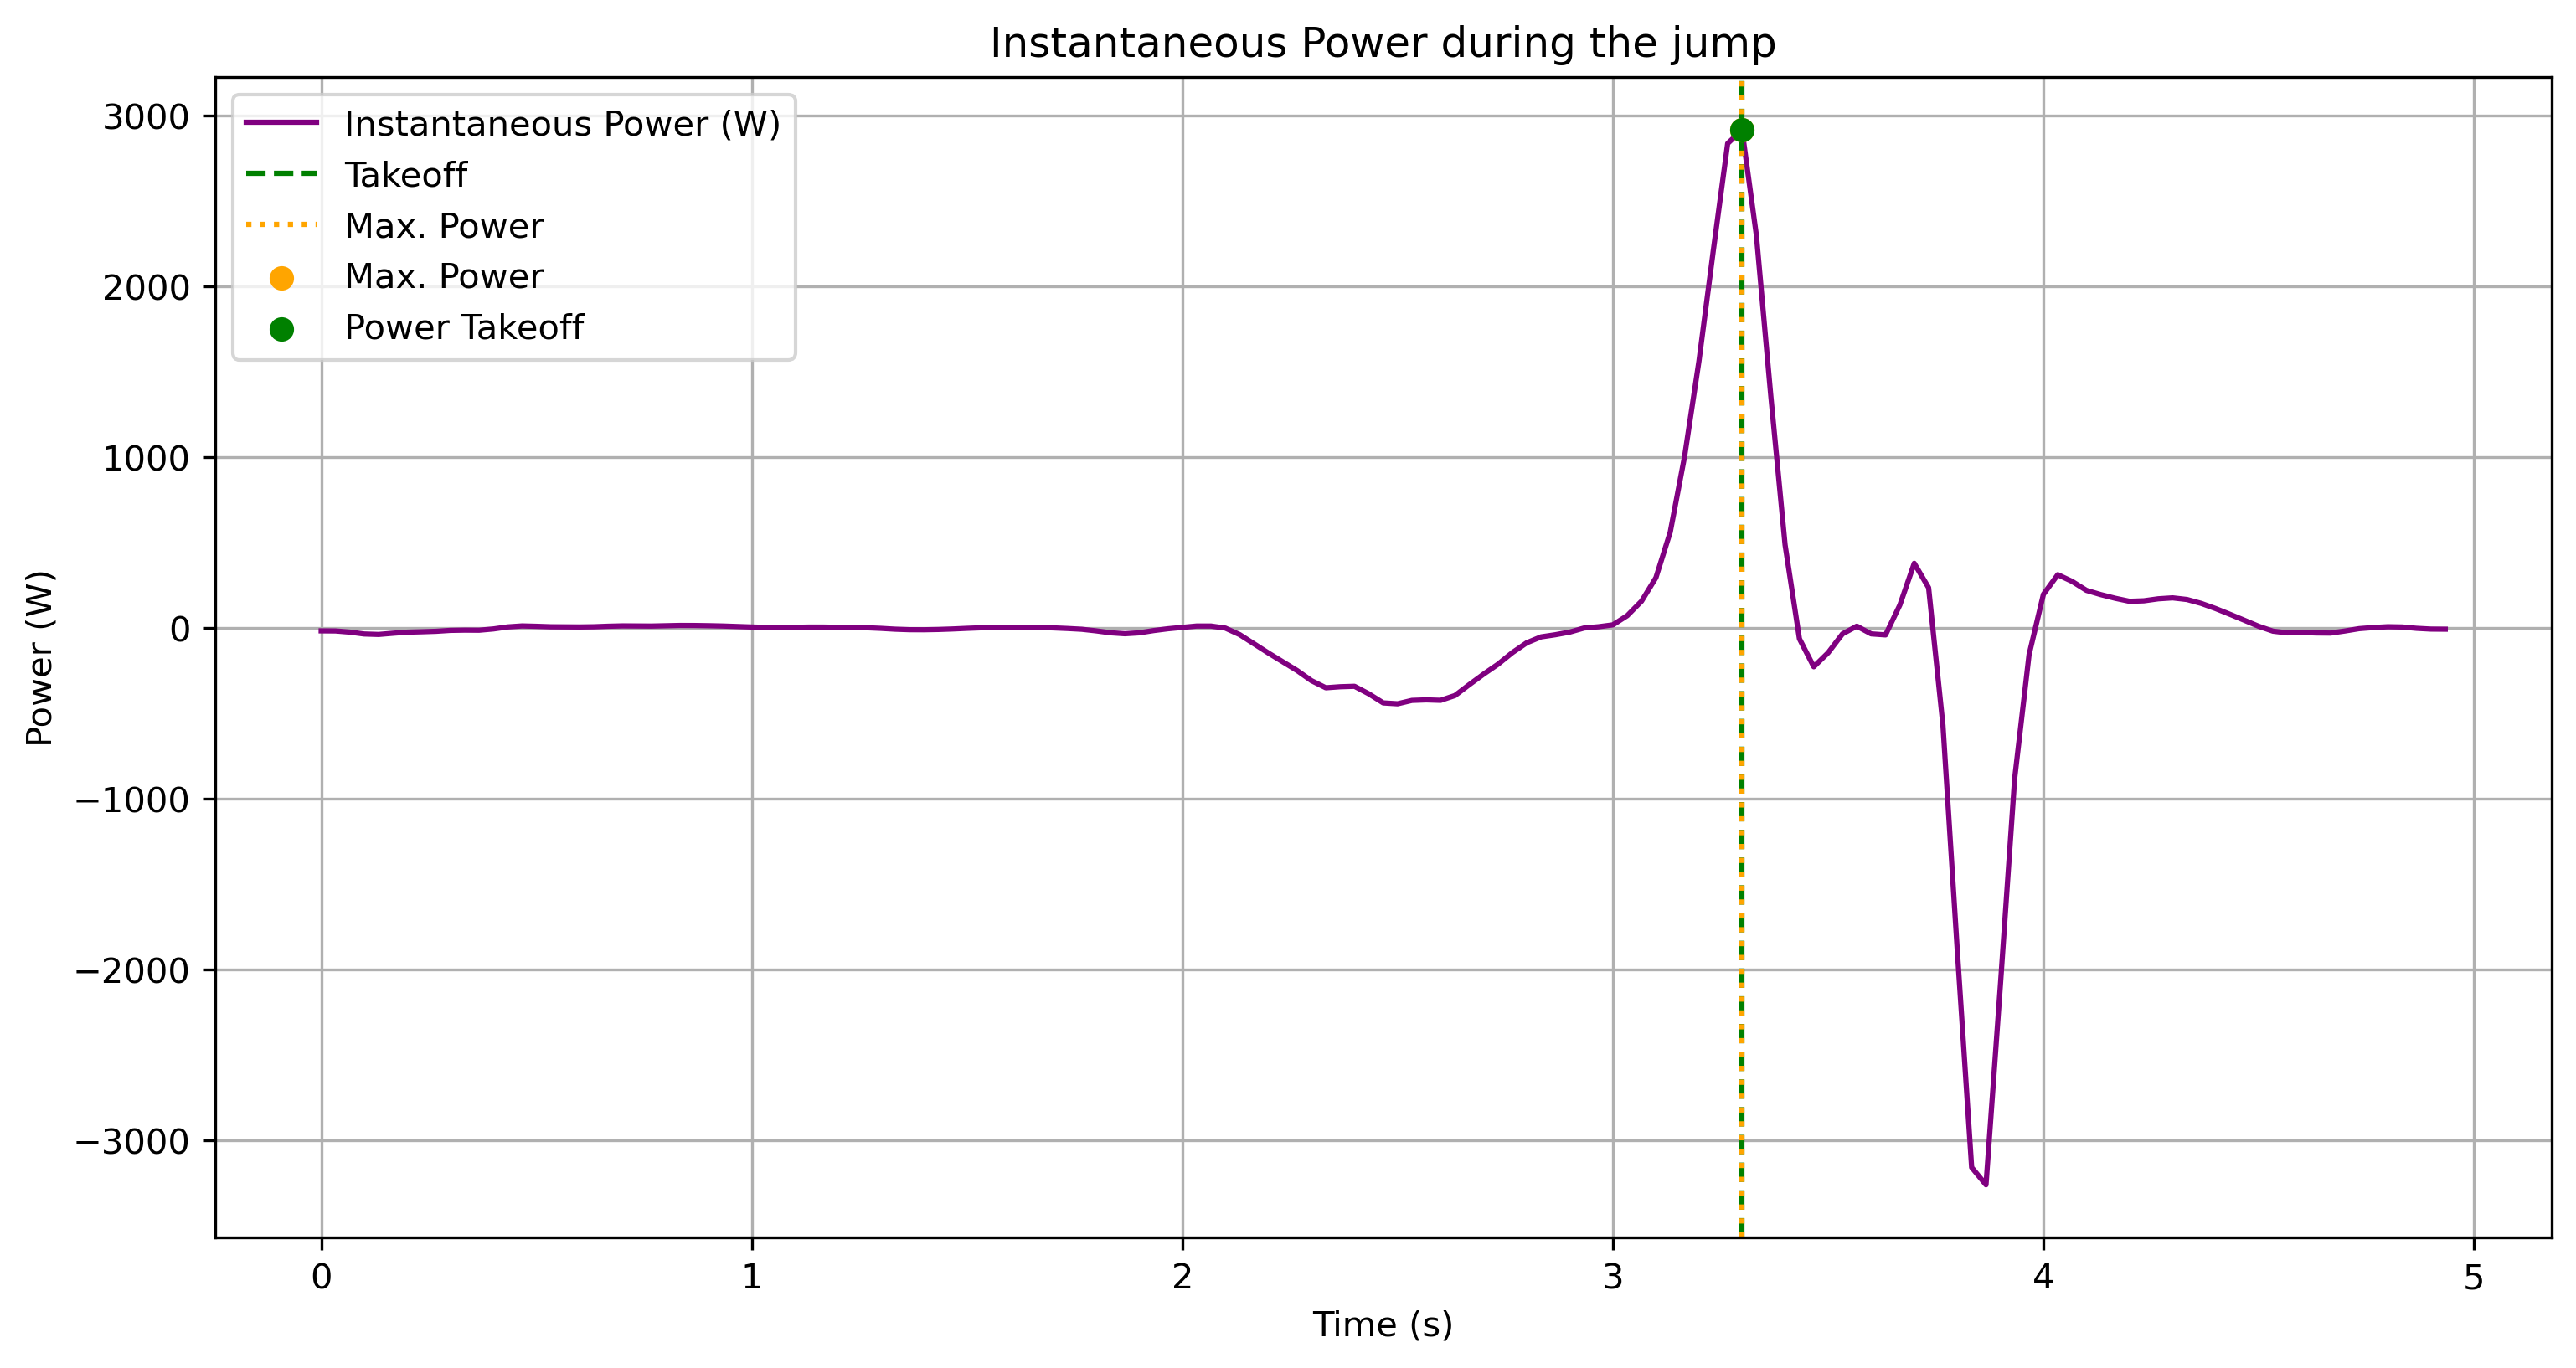 Instantaneous Power during the jump
Instantaneous Power (W)
Takeoff
Max. Power
Max. Power
Power Takeoff
3000
2000
1000
0
−1000
−2000
−3000
Power (W)
0 1 2 3 4 5
Time (s)